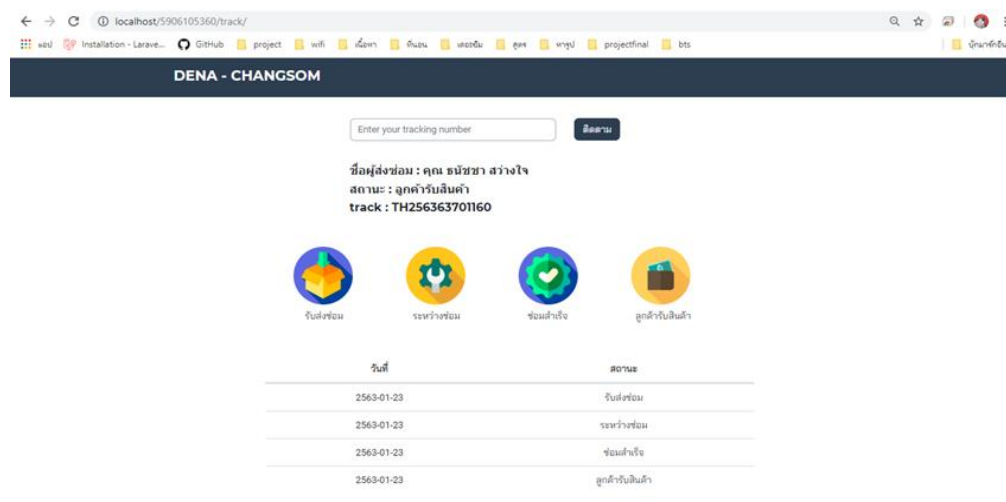 localhost/5906105360/track/
แอป Installation - Larave... GitHub project wifi เนื้อหา ที่นอน เตอรอซีม สูตร หารูป projectfinal bts
DENA - CHANGSOM
Enter your tracking number ติดตาม
ชื่อผู้ส่งซ่อม : คุณ ธนัชชา สว่างใจ
สถานะ : ลูกค้ารับสินค้า
track : TH256363701160
รับส่งซ่อม ระหว่างซ่อม ซ่อมสำเร็จ ลูกค้ารับสินค้า
วันที่ สถานะ
2563-01-23 รับส่งซ่อม
2563-01-23 ระหว่างซ่อม
2563-01-23 ซ่อมสำเร็จ
2563-01-23 ลูกค้ารับสินค้า